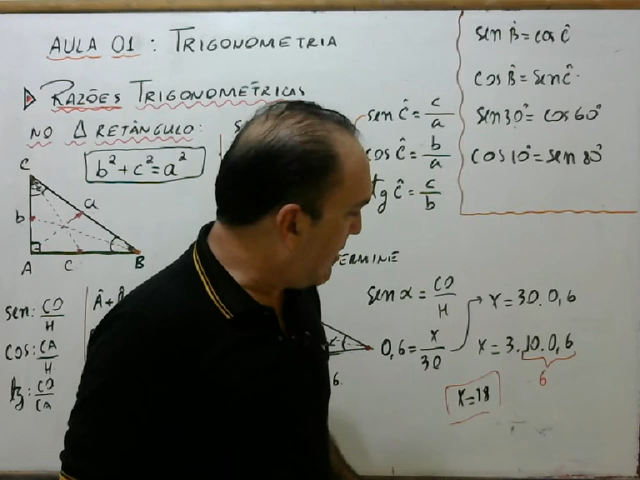 AULA 01: TRIGONOMETRIA
RAZÕES TRIGONOMÉTRICAS
NO Δ RETÂNGULO:
b² + c² = a²
C
b
a
A
c
B
sen: CO/H
cos: CA/H
tg: CO/CA
sen Ĉ = c/a
cos Ĉ = b/a
tg Ĉ = c/b
ERMINE
sen α = CO/H
0,6 = x/30
6.
x = 30.0,6
x = 3.10.0,6
6
x=18
sen B̂ = cos Ĉ
cos B̂ = sen Ĉ.
sen 30° = cos 60°
cos 10° = sen 80°